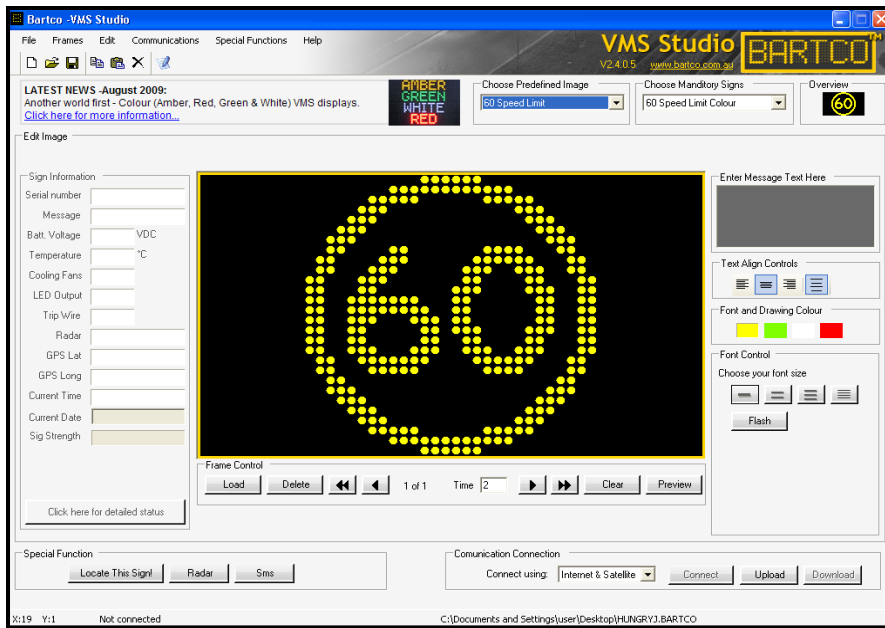 Bartco -VMS Studio
File Frames Edit Communications Special Functions Help
VMS Studio
V2.4.0.5 www.bartco.com.au
BARTCO TM
LATEST NEWS -August 2009:
Another world first - Colour (Amber, Red, Green & White) VMS displays.
Click here for more information...
AMBER
GREEN
WHITE
RED
Choose Predefined Image
60 Speed Limit
Choose Manditory Signs
60 Speed Limit Colour
Overview
60
Edit Image
Sign Information
Serial number
Message
Batt. Voltage VDC
Temperature °C
Cooling Fans
LED Output
Trip Wire
Radar
GPS Lat
GPS Long
Current Time
Current Date
Sig Strength
Click here for detailed status
60
Enter Message Text Here
Text Align Controls
Font and Drawing Colour
Font Control
Choose your font size
Flash
Frame Control
Load Delete 1 of 1 Time 2 Clear Preview
Special Function
Locate This Sign! Radar Sms
Comunication Connection
Connect using: Internet & Satellite Connect Upload Download
X:19 Y:1 Not connected C:\Documents and Settings\user\Desktop\HUNGRYJ.BARTCO